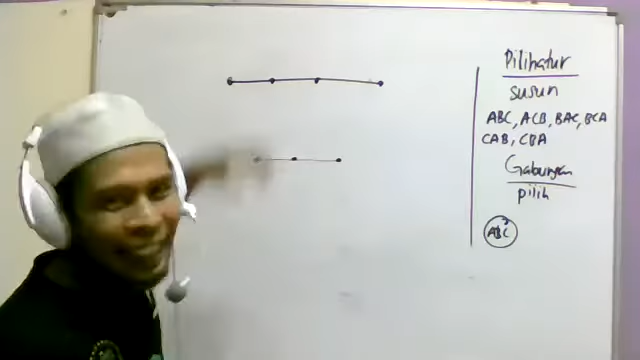 Pilihatur
susun
ABC, ACB, BAC, BCA
CAB, CBA
Gabungan
pilih
ABC